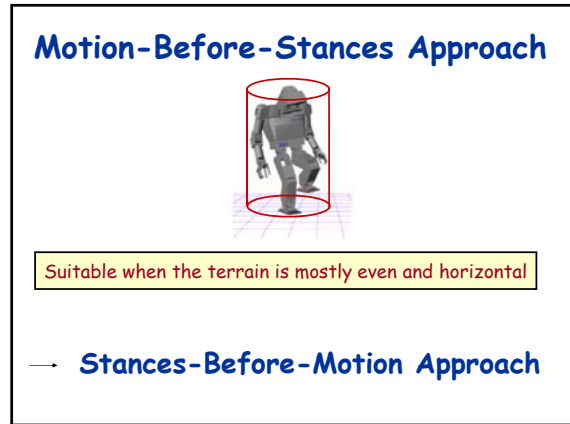 Motion-Before-Stances Approach
Suitable when the terrain is mostly even and horizontal
→ Stances-Before-Motion Approach